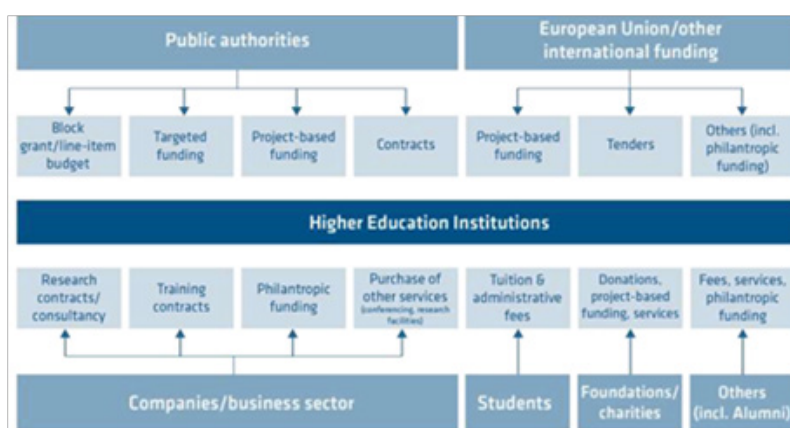 Public authorities
European Union/other
international funding
Block
grant/line-item
budget
Targeted
funding
Project-based
funding
Contracts
Project-based
funding
Tenders
Others (incl.
philantropic
funding)
Higher Education Institutions
Research
contracts/
consultancy
Training
contracts
Philantropic
funding
Purchase of
other services
(conferencing, research
facilities)
Tuition &
administrative
fees
Donations,
project-based
funding, services
Fees, services,
philantropic
funding
Companies/business sector
Students
Foundations/
charities
Others
(incl. Alumni)